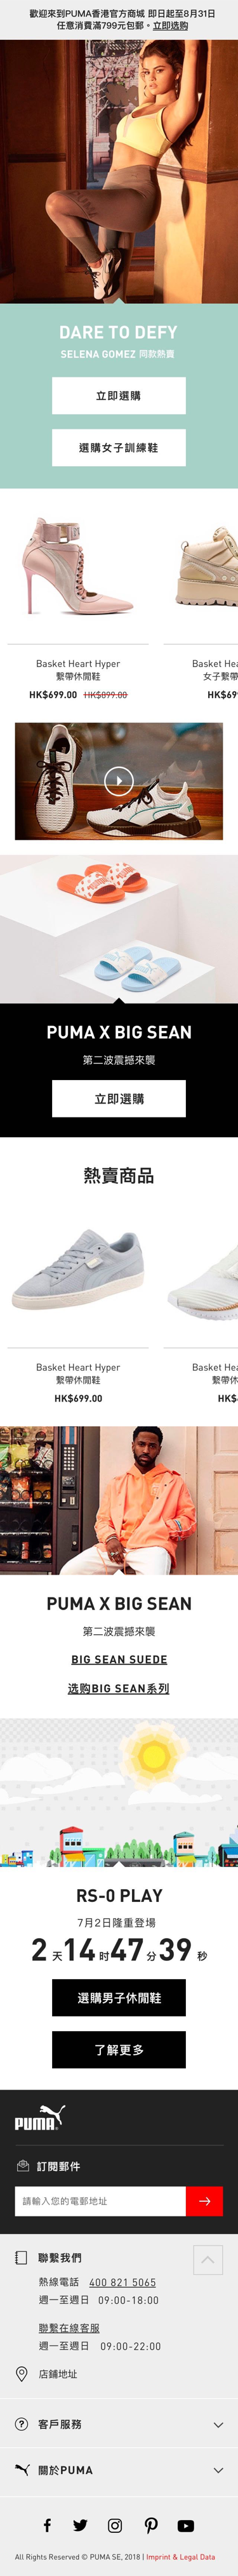 歡迎來到PUMA香港官方商城 即日起至8月31日
任意消費滿799元包郵。立即选购
DARE TO DEFY
SELENA GOMEZ 同款熱賣
立即選購
選購女子訓練鞋
Basket Heart Hyper
繫帶休閒鞋
HK$699.00 HK$899.00
Basket Hea
女子繫帶
HK$69
PUMA X BIG SEAN
第二波震撼來襲
立即選購
熱賣商品
Basket Heart Hyper
繫帶休閒鞋
HK$699.00
Basket Hea
繫帶休
HK$
PUMA X BIG SEAN
第二波震撼來襲
BIG SEAN SUEDE
选购BIG SEAN系列
RS-0 PLAY
7月2日隆重登場
2 天 14 时 47 分 39 秒
選購男子休閒鞋
了解更多
PUMA
訂閱郵件
請輸入您的電郵地址
聯繫我們
熱線電話 400 821 5065
週一至週日 09:00-18:00
聯繫在線客服
週一至週日 09:00-22:00
店鋪地址
客戶服務
關於PUMA
All Rights Reserved © PUMA SE, 2018 | Imprint & Legal Data